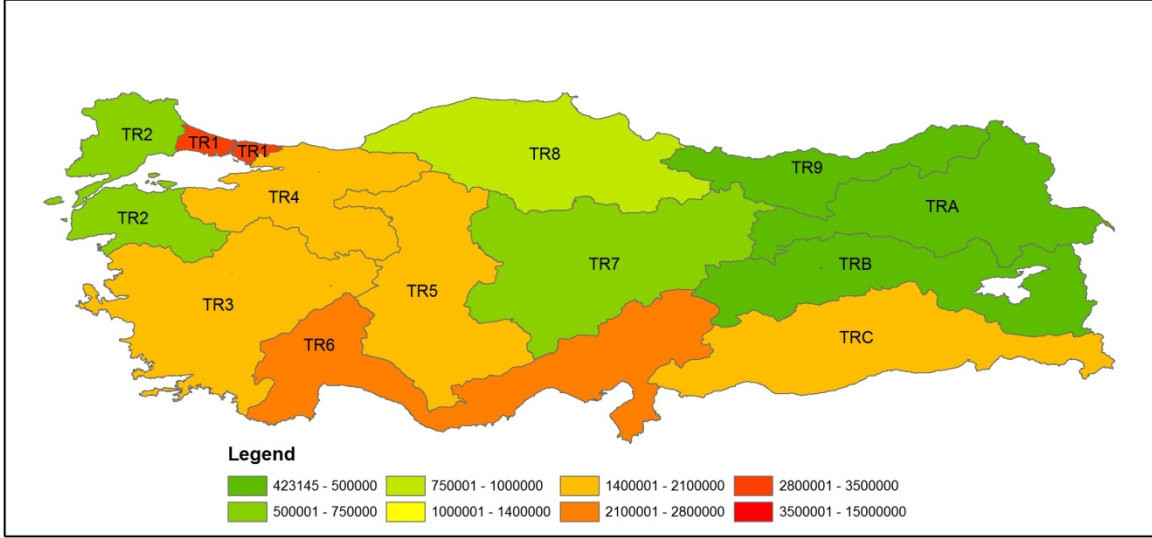 TR2
TR1
TR1
TR8
TR9
TR4
TRA
TR2
TRB
TR7
TR5
TR3
TRC
TR6
Legend
423145 - 500000 750001 - 1000000 1400001 - 2100000 2800001 - 3500000
500001 - 750000 1000001 - 1400000 2100001 - 2800000 3500001 - 15000000